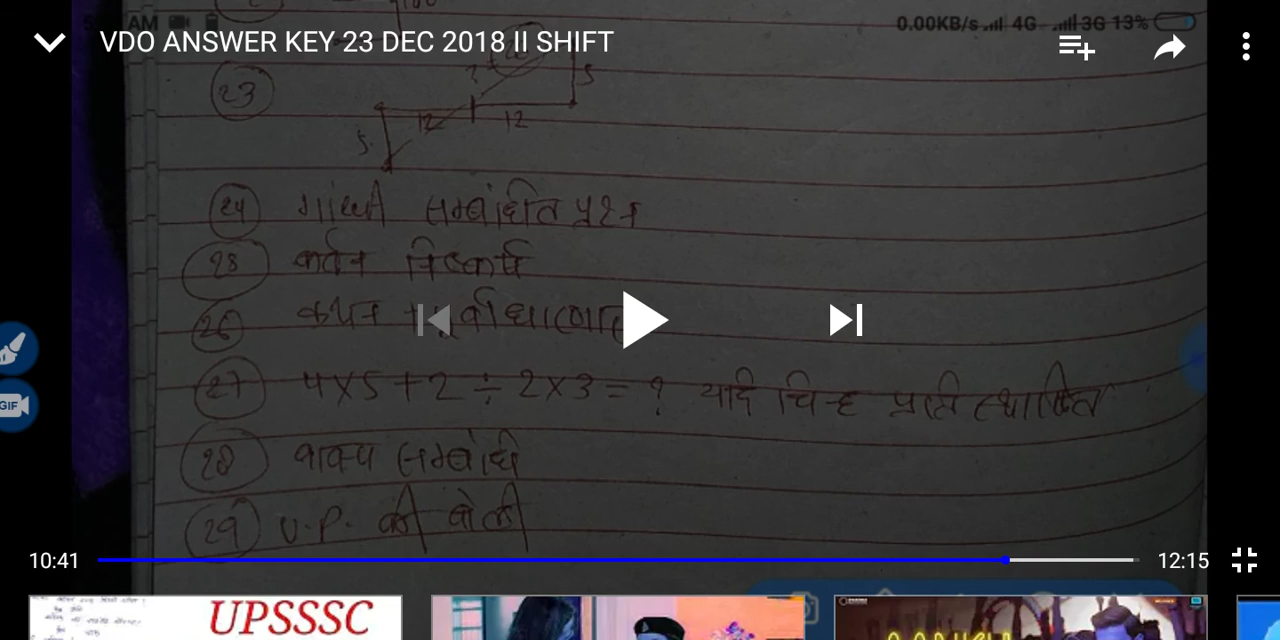 AM 0.00KB/s 4G 3G 13%
VDO ANSWER KEY 23 DEC 2018 II SHIFT
23
5
12 12
5.
24 सम्बंधित प्रश्न
25 निष्कर्ष
26 कथन
27 4×5+2÷2×3=? यदि चिन्ह प्रति स्थापित
28 वाक्य सम्बंधि
29 U.P. की बोली
GIF
10:41 12:15
UPSSSC